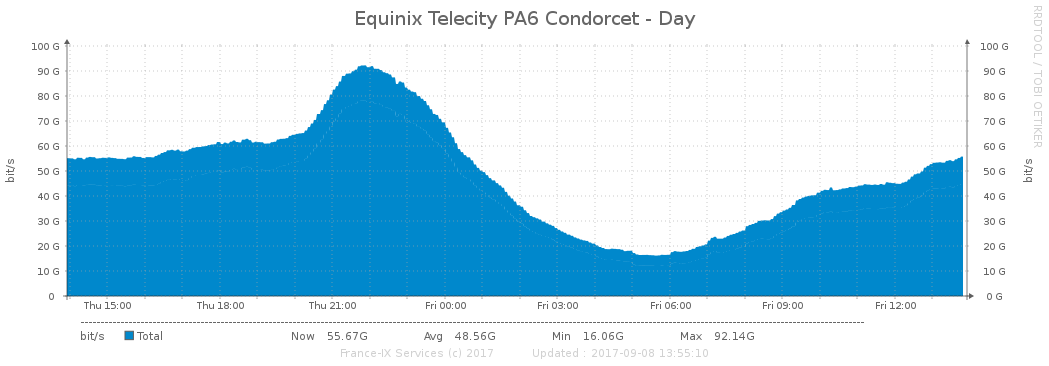 Equinix Telecity PA6 Condorcet - Day
RRDTOOL / TOBI OETIKER
100 G 100 G
90 G 90 G
80 G 80 G
70 G 70 G
60 G 60 G
50 G 50 G
40 G 40 G
30 G 30 G
20 G 20 G
10 G 10 G
0 0 G
bit/s bit/s
Thu 15:00 Thu 18:00 Thu 21:00 Fri 00:00 Fri 03:00 Fri 06:00 Fri 09:00 Fri 12:00
bit/s Total Now 55.67G Avg 48.56G Min 16.06G Max 92.14G
France-IX Services (c) 2017 Updated : 2017-09-08 13:55:10